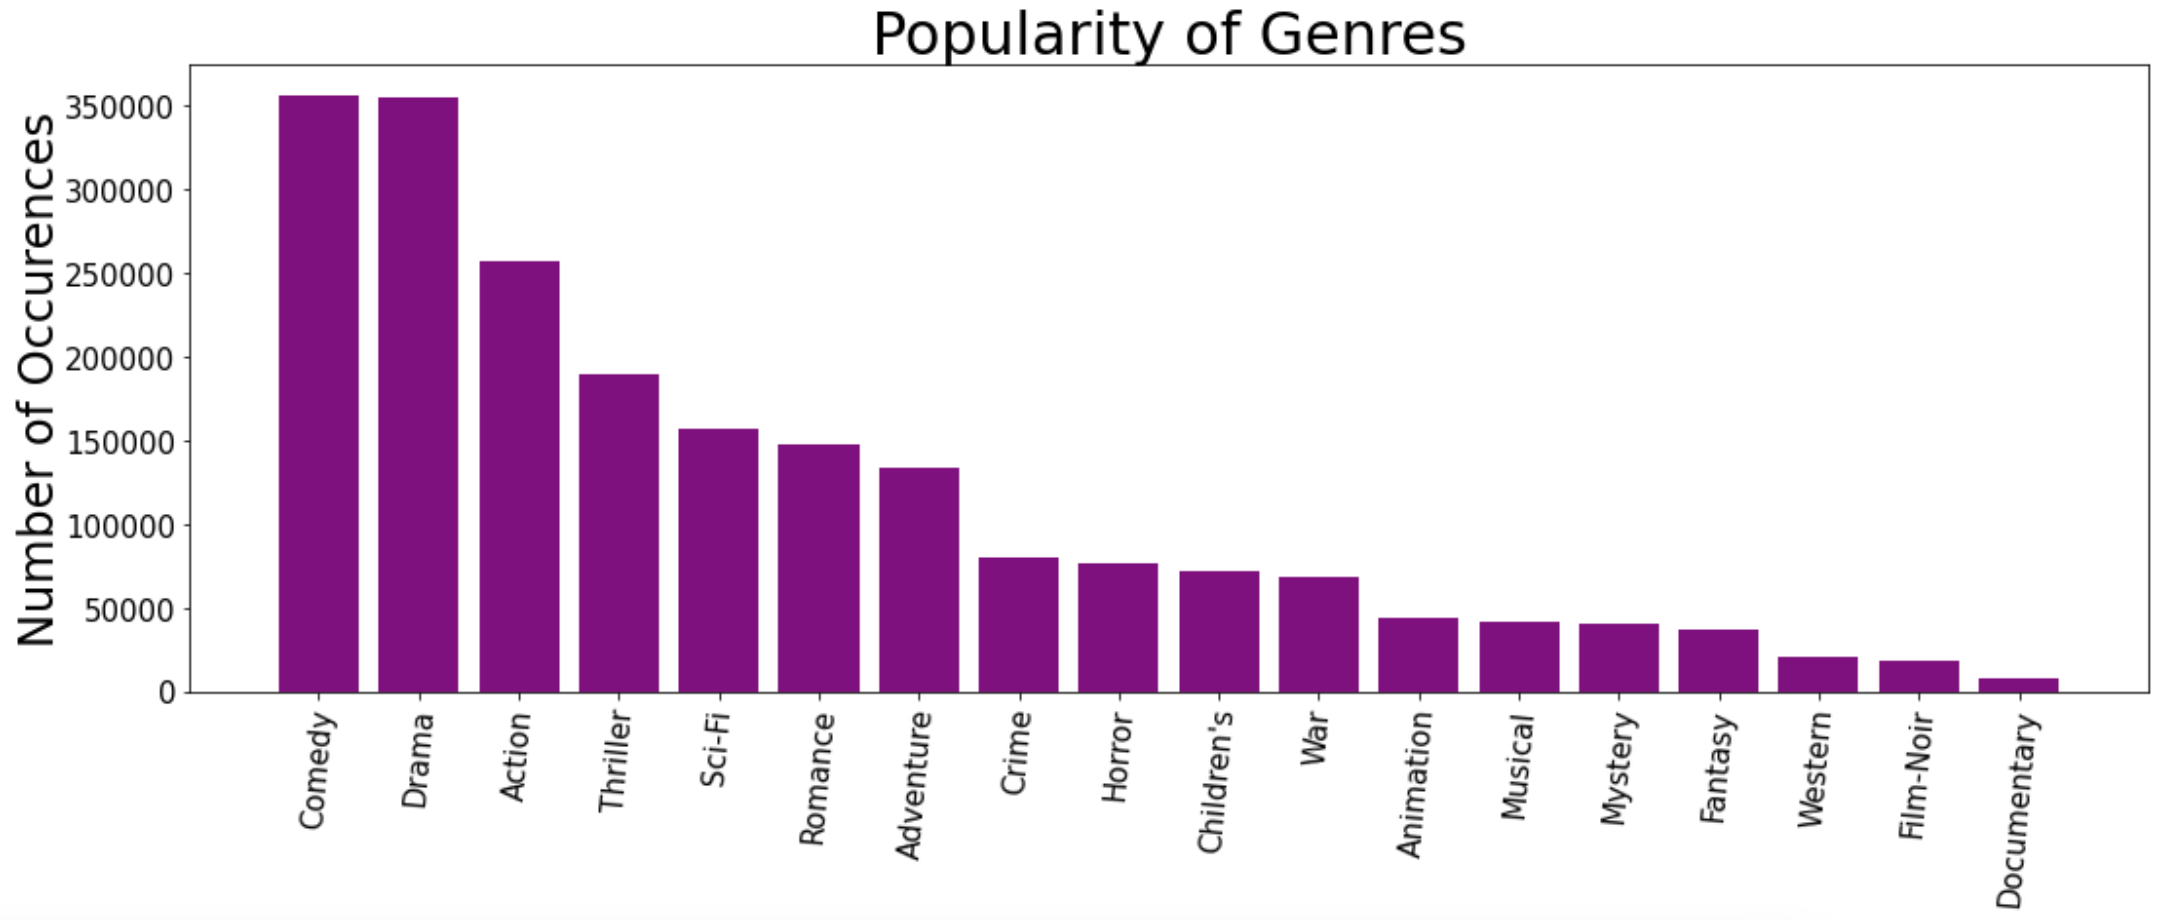 Popularity of Genres
Number of Occurences
350000
300000
250000
200000
150000
100000
50000
0
Comedy
Drama
Action
Thriller
Sci-Fi
Romance
Adventure
Crime
Horror
Children's
War
Animation
Musical
Mystery
Fantasy
Western
Film-Noir
Documentary